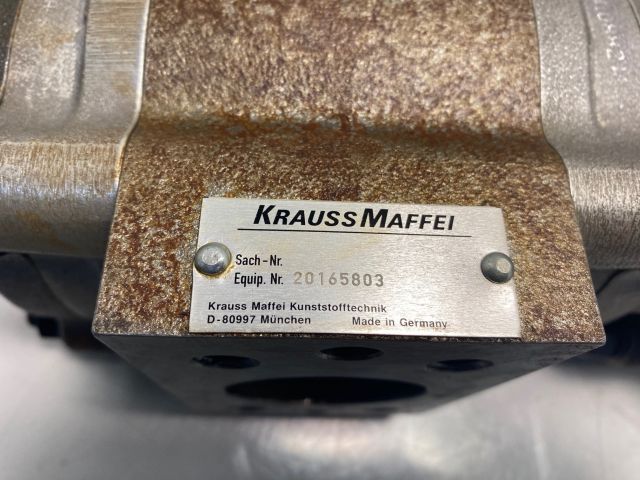 KRAUSSMAFFEI
Sach-Nr.
Equip. Nr. 20165803
Krauss Maffei Kunststofftechnik
D-80997 München Made in Germany